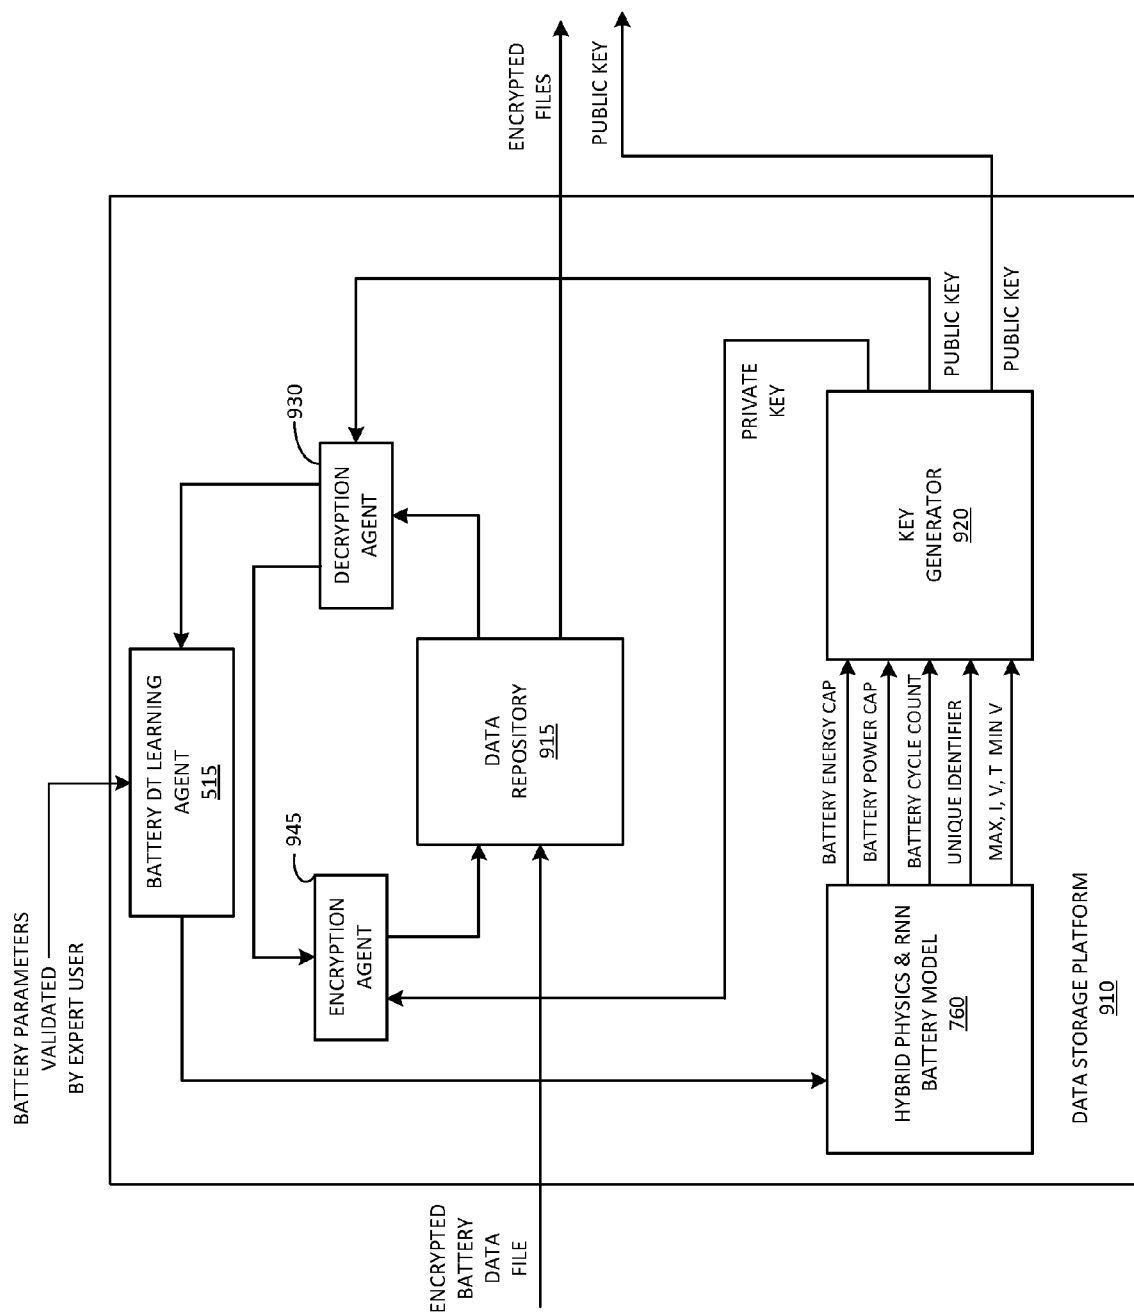 BATTERY PARAMETERS
VALIDATED
BY EXPERT USER
BATTERY DT LEARNING
AGENT
515
930
DECRYPTION
AGENT
945
ENCRYPTION
AGENT
ENCRYPTED
BATTERY
DATA
FILE
DATA
REPOSITORY
915
ENCRYPTED
FILES
PUBLIC KEY
PRIVATE
KEY
PUBLIC KEY
PUBLIC KEY
HYBRID PHYSICS & RNN
BATTERY MODEL
760
BATTERY ENERGY CAP
BATTERY POWER CAP
BATTERY CYCLE COUNT
UNIQUE IDENTIFIER
MAX, I, V, T MIN V
KEY
GENERATOR
920
DATA STORAGE PLATFORM
910